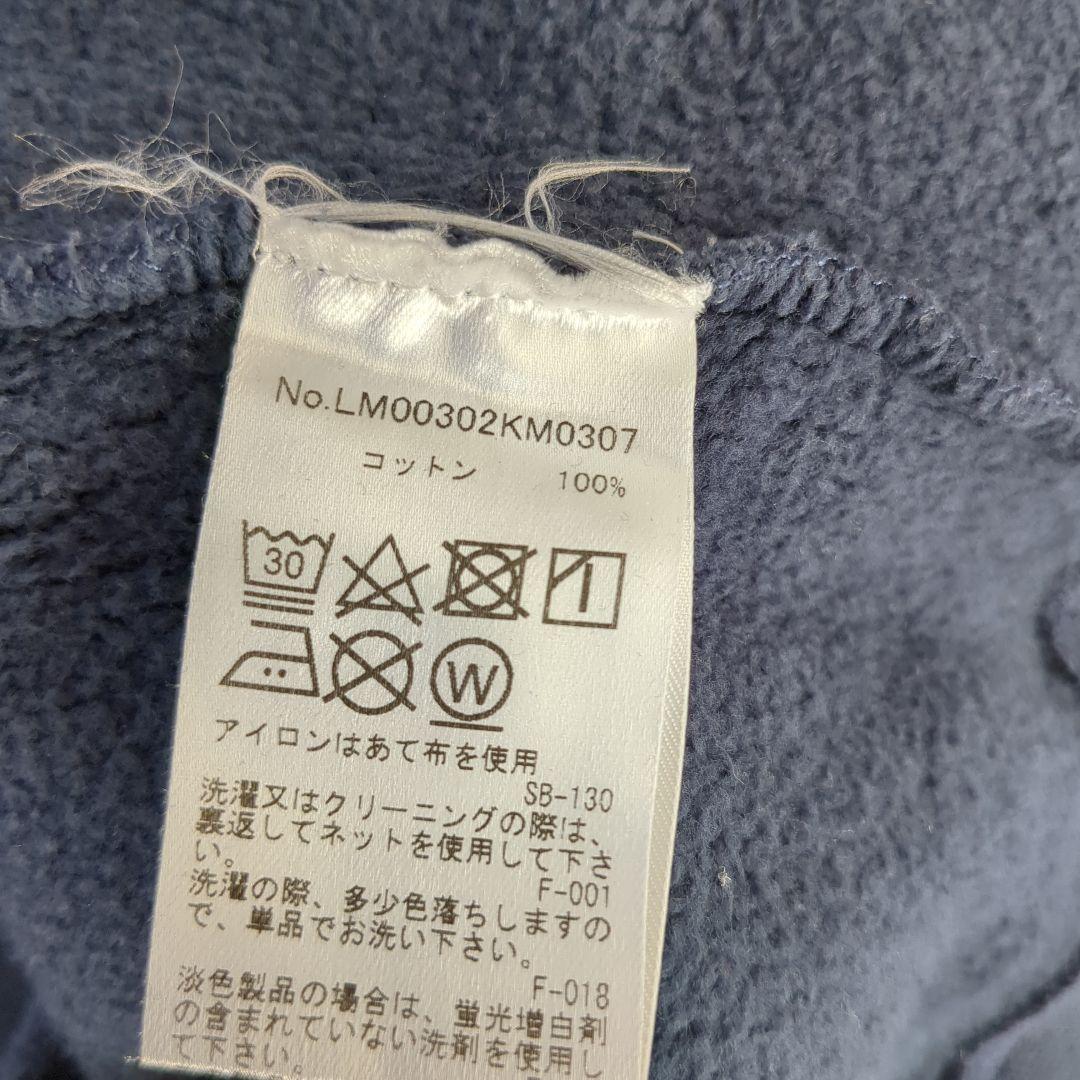 No.LM00302KM0307
コットン 100%
30
W
アイロンはあて布を使用
SB-130
洗濯又はクリーニングの際は、
裏返してネットを使用して下さ
い。
F-001
洗濯の際、多少色落ちしますの
で、単品でお洗い下さい。
F-018
淡色製品の場合は、蛍光増白剤
の含まれていない洗剤を使用し
て下さい。